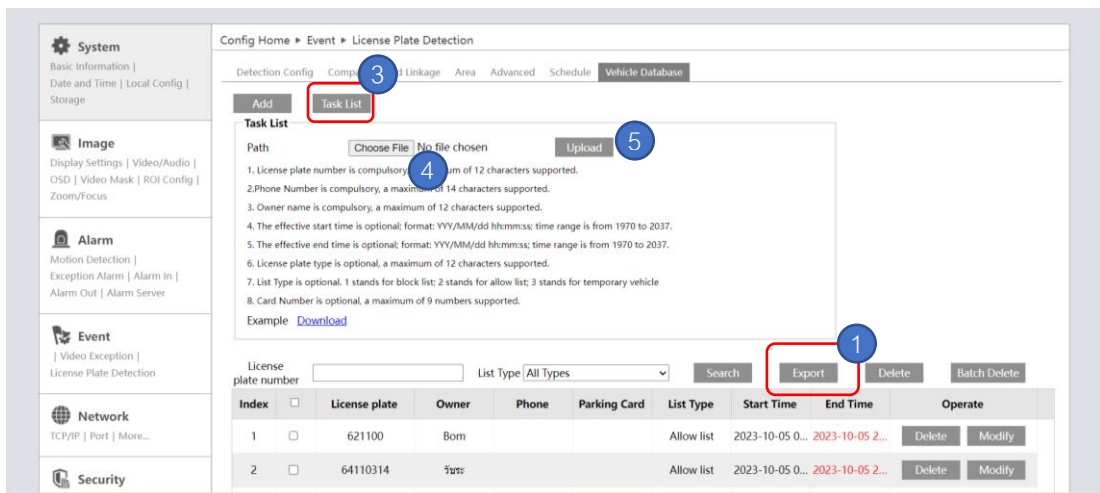 System
Basic Information |
Date and Time | Local Config |
Storage
Image
Display Settings | Video/Audio |
OSD | Video Mask | ROI Config |
Zoom/Focus
Alarm
Motion Detection |
Exception Alarm | Alarm In |
Alarm Out | Alarm Server
Event
| Video Exception |
License Plate Detection
Network
TCP/IP | Port | More...
Security
Config Home ▸ Event ▸ License Plate Detection
Detection Config Compa d Linkage Area Advanced Schedule Vehicle Database
3
Add Task List
Task List
Path Choose File No file chosen Upload 5
4
1. License plate number is compulsory, um of 12 characters supported.
2.Phone Number is compulsory, a maximum of 14 characters supported.
3. Owner name is compulsory, a maximum of 12 characters supported.
4. The effective start time is optional; format: YYY/MM/dd hh:mm:ss; time range is from 1970 to 2037.
5. The effective end time is optional; format: YYY/MM/dd hh:mm:ss; time range is from 1970 to 2037.
6. License plate type is optional, a maximum of 12 characters supported.
7. List Type is optional. 1 stands for block list; 2 stands for allow list; 3 stands for temporary vehicle
8. Card Number is optional, a maximum of 9 numbers supported.
Example Download
1
License plate number List Type All Types Search Export Delete Batch Delete
Index License plate Owner Phone Parking Card List Type Start Time End Time Operate
1 621100 Bom Allow list 2023-10-05 0... 2023-10-05 2... Delete Modify
2 64110314 วันระ Allow list 2023-10-05 0... 2023-10-05 2... Delete Modify